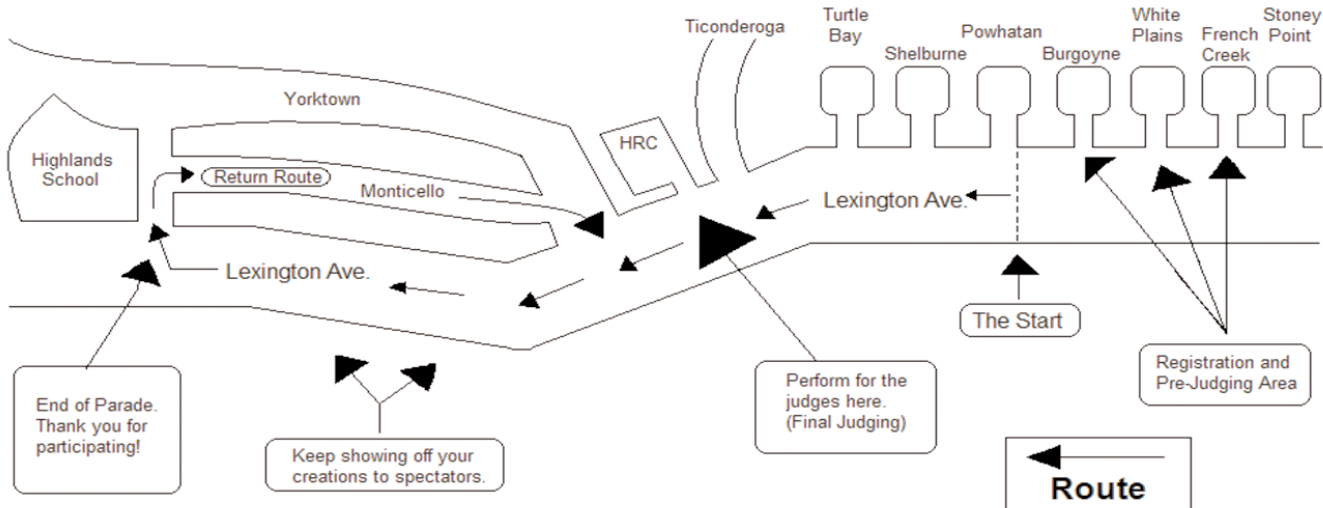 Ticonderoga
Turtle
Bay
Shelburne
Powhatan
Burgoyne
White
Plains
French
Creek
Stoney
Point
Yorktown
HRC
Highlands
School
Return Route
Monticello
Lexington Ave.
Lexington Ave.
The Start
Registration and
Pre-Judging Area
Perform for the
judges here.
(Final Judging)
End of Parade.
Thank you for
participating!
Keep showing off your
creations to spectators.
Route